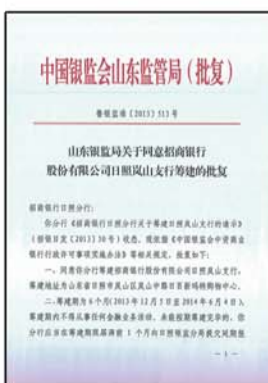 中国银监会山东监管局（批复）
鲁银监准〔2013〕513号
山东银监局关于同意招商银行
股份有限公司日照岚山支行筹建的批复
招商银行日照分行：
你分行《招商银行日照分行关于筹建日照岚山支行的请示》
（招银日发〔2013〕30号）收悉。现依据《中国银监会中资商业
银行行政许可事项实施办法》等相关规定，批复如下：
一、同意你分行筹建招商银行股份有限公司日照岚山支行，
筹建地址为山东省日照市岚山区岚山中路百百新玛特购物中心。
二、筹建期为6个月（2013年12月5日至2014年6月4日），
筹建期内不得从事任何金融业务活动。未能按期筹建完毕的，你
分行应当在筹建期限届满前1个月向日照银监分局提交延期报
— 1 —